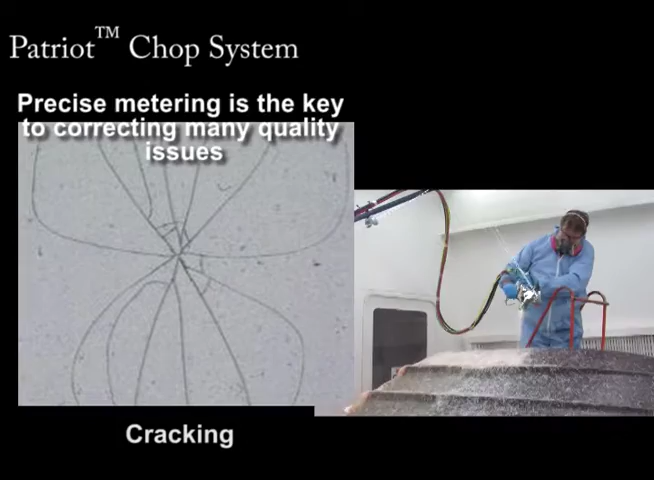 Patriot™ Chop System
Precise metering is the key
to correcting many quality
issues
Cracking